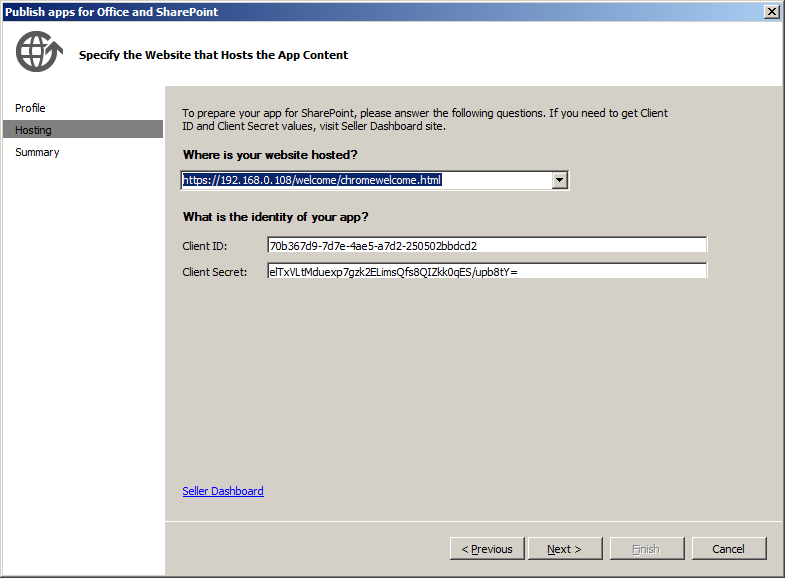 Publish apps for Office and SharePoint
Specify the Website that Hosts the App Content
Profile
Hosting
Summary
To prepare your app for SharePoint, please answer the following questions. If you need to get Client
ID and Client Secret values, visit Seller Dashboard site.
Where is your website hosted?
https://192.168.0.108/welcome/chromewelcome.html
What is the identity of your app?
Client ID: 70b367d9-7d7e-4ae5-a7d2-250502bbdcd2
Client Secret: elTxVLtMduexp7gzk2ELimsQfs8QIZkk0qES/upb8tY=
Seller Dashboard
< Previous Next > Finish Cancel